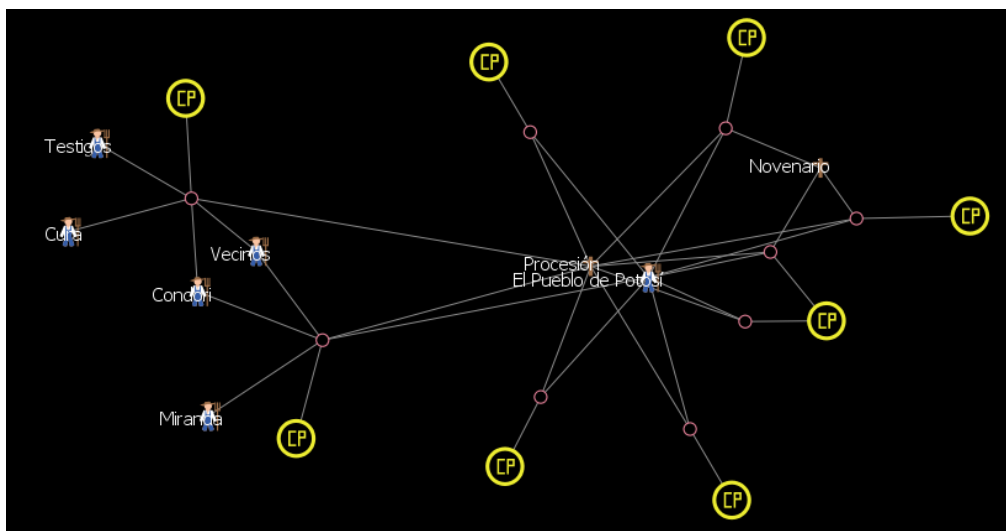 CP
CP
CP
Testigos
Novenario
Cura
CP
Vecinos
Procesión
El Pueblo de Potosí
Condori
CP
Miranda
CP
CP
CP